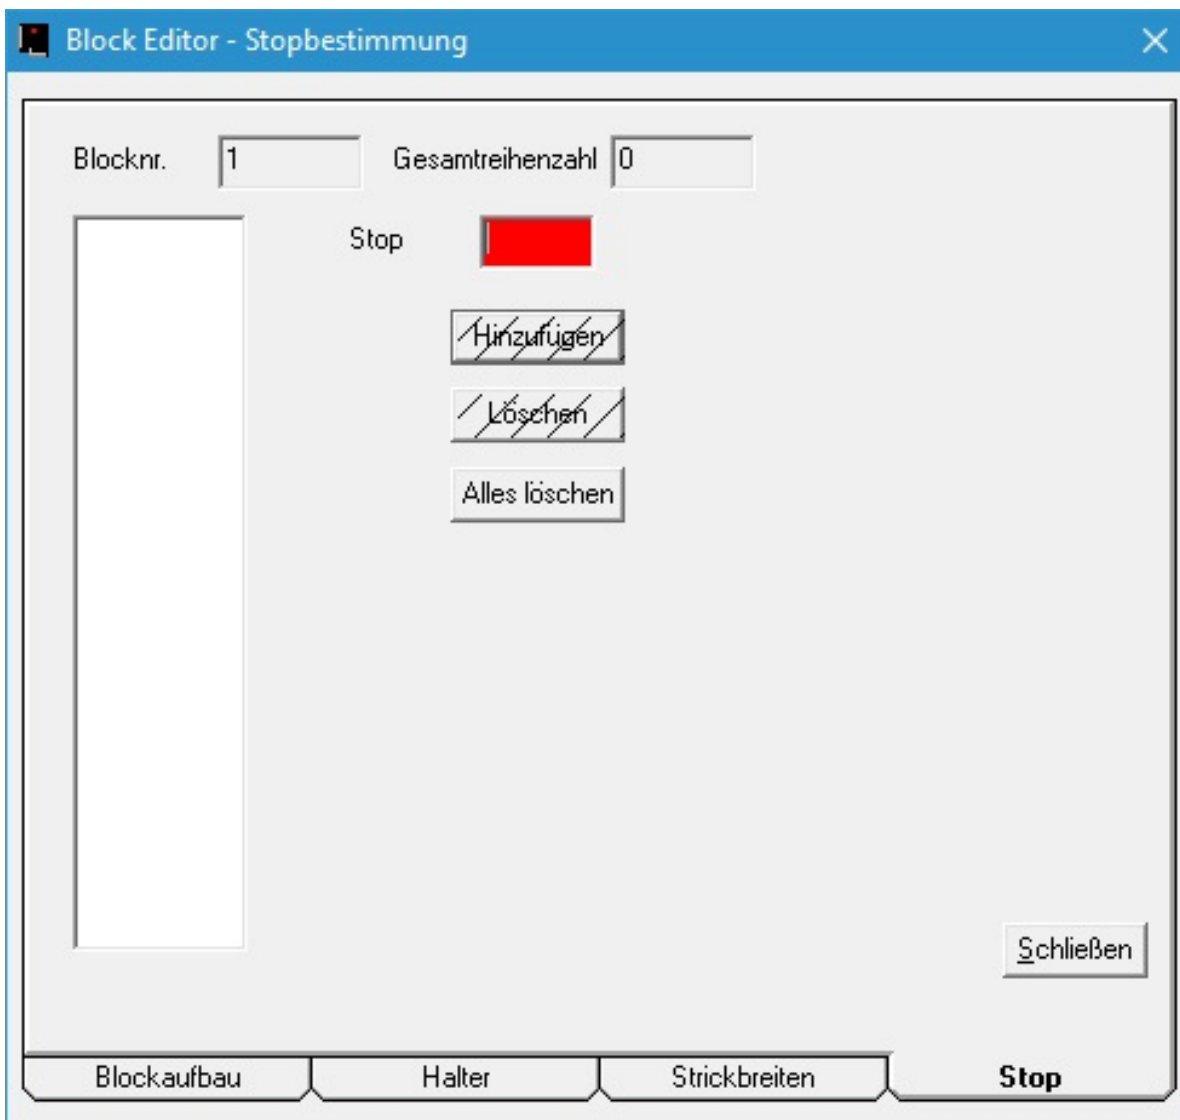 Block Editor - Stopbestimmung
Blocknr. 1 Gesamtreihenzahl 0
Stop
Hinzufügen
Löschen
Alles löschen
Schließen
Blockaufbau Halter Strickbreiten Stop